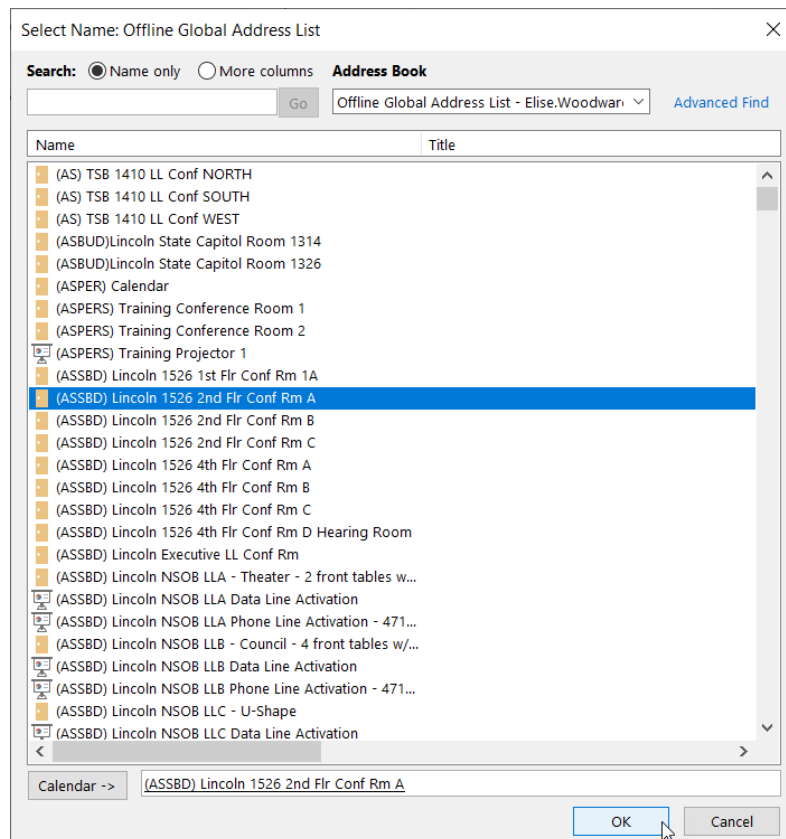 Select Name: Offline Global Address List
Search: Name only More columns Address Book
Go Offline Global Address List - Elise.Woodwar Advanced Find
Name Title
(AS) TSB 1410 LL Conf NORTH
(AS) TSB 1410 LL Conf SOUTH
(AS) TSB 1410 LL Conf WEST
(ASBUD)Lincoln State Capitol Room 1314
(ASBUD)Lincoln State Capitol Room 1326
(ASPER) Calendar
(ASPERS) Training Conference Room 1
(ASPERS) Training Conference Room 2
(ASPERS) Training Projector 1
(ASSBD) Lincoln 1526 1st Flr Conf Rm 1A
(ASSBD) Lincoln 1526 2nd Flr Conf Rm A
(ASSBD) Lincoln 1526 2nd Flr Conf Rm B
(ASSBD) Lincoln 1526 2nd Flr Conf Rm C
(ASSBD) Lincoln 1526 4th Flr Conf Rm A
(ASSBD) Lincoln 1526 4th Flr Conf Rm B
(ASSBD) Lincoln 1526 4th Flr Conf Rm C
(ASSBD) Lincoln 1526 4th Flr Conf Rm D Hearing Room
(ASSBD) Lincoln Executive LL Conf Rm
(ASSBD) Lincoln NSOB LLA - Theater - 2 front tables w...
(ASSBD) Lincoln NSOB LLA Data Line Activation
(ASSBD) Lincoln NSOB LLA Phone Line Activation - 471...
(ASSBD) Lincoln NSOB LLB - Council - 4 front tables w/...
(ASSBD) Lincoln NSOB LLB Data Line Activation
(ASSBD) Lincoln NSOB LLB Phone Line Activation - 471...
(ASSBD) Lincoln NSOB LLC - U-Shape
(ASSBD) Lincoln NSOB LLC Data Line Activation
Calendar -> (ASSBD) Lincoln 1526 2nd Flr Conf Rm A
OK Cancel